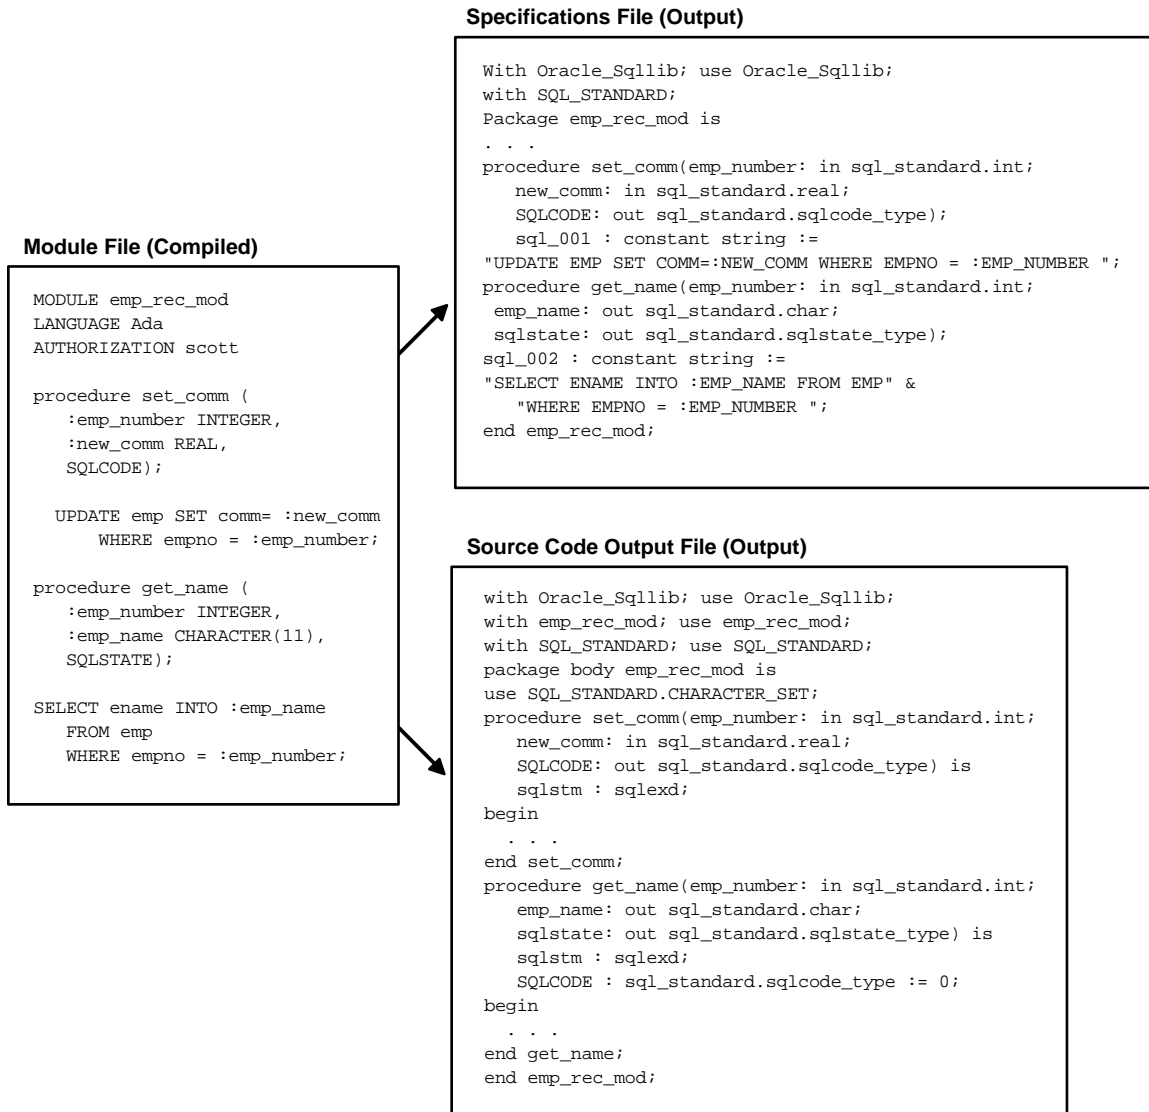 Specifications File (Output)
With Oracle_Sqllib; use Oracle_Sqllib;
with SQL_STANDARD;
Package emp_rec_mod is
. . .
procedure set_comm(emp_number: in sql_standard.int;
new_comm: in sql_standard.real;
SQLCODE: out sql_standard.sqlcode_type);
sql_001 : constant string :=
"UPDATE EMP SET COMM=:NEW_COMM WHERE EMPNO = :EMP_NUMBER ";
procedure get_name(emp_number: in sql_standard.int;
emp_name: out sql_standard.char;
sqlstate: out sql_standard.sqlstate_type);
sql_002 : constant string :=
"SELECT ENAME INTO :EMP_NAME FROM EMP" &
"WHERE EMPNO = :EMP_NUMBER ";
end emp_rec_mod;
Module File (Compiled)
MODULE emp_rec_mod
LANGUAGE Ada
AUTHORIZATION scott
procedure set_comm (
:emp_number INTEGER,
:new_comm REAL,
SQLCODE);
UPDATE emp SET comm= :new_comm
WHERE empno = :emp_number;
procedure get_name (
:emp_number INTEGER,
:emp_name CHARACTER(11),
SQLSTATE);
SELECT ename INTO :emp_name
FROM emp
WHERE empno = :emp_number;
Source Code Output File (Output)
with Oracle_Sqllib; use Oracle_Sqllib;
with emp_rec_mod; use emp_rec_mod;
with SQL_STANDARD; use SQL_STANDARD;
package body emp_rec_mod is
use SQL_STANDARD.CHARACTER_SET;
procedure set_comm(emp_number: in sql_standard.int;
new_comm: in sql_standard.real;
SQLCODE: out sql_standard.sqlcode_type) is
sqlstm : sqlexd;
begin
. . .
end set_comm;
procedure get_name(emp_number: in sql_standard.int;
emp_name: out sql_standard.char;
sqlstate: out sql_standard.sqlstate_type) is
sqlstm : sqlexd;
SQLCODE : sql_standard.sqlcode_type := 0;
begin
. . .
end get_name;
end emp_rec_mod;